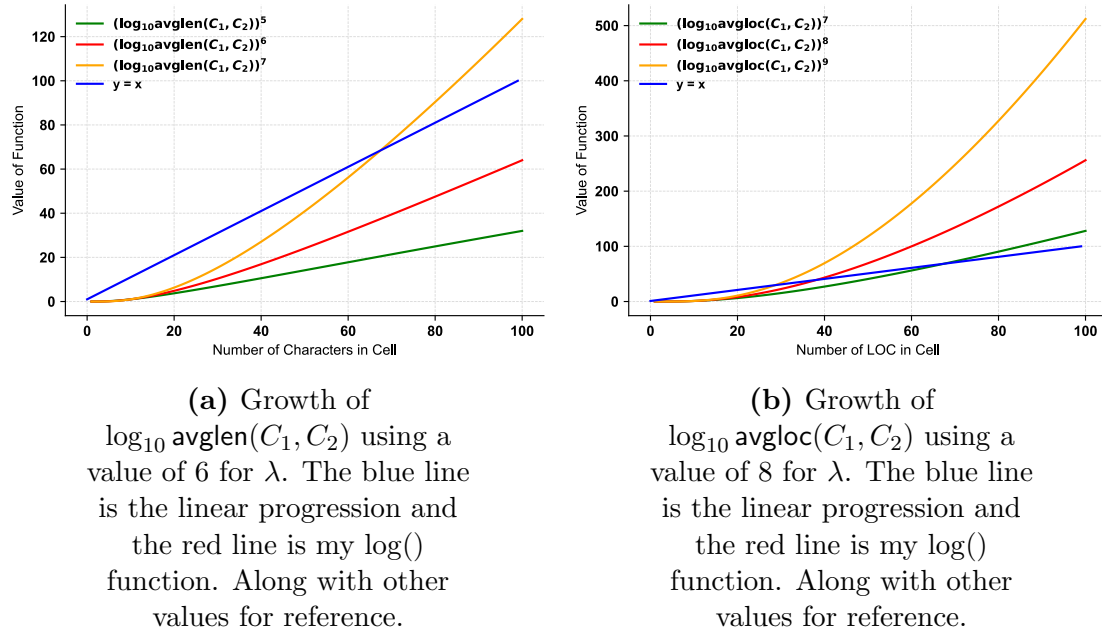 (log₁₀avglen(C₁, C₂))⁵
(log₁₀avglen(C₁, C₂))⁶
(log₁₀avglen(C₁, C₂))⁷
y = x
120
100
80
60
40
20
0
Value of Function
0 20 40 60 80 100
Number of Characters in Cell
(log₁₀avgloc(C₁, C₂))⁷
(log₁₀avgloc(C₁, C₂))⁸
(log₁₀avgloc(C₁, C₂))⁹
y = x
500
400
300
200
100
0
Value of Function
0 20 40 60 80 100
Number of LOC in Cell
(a) Growth of
log₁₀ avglen(C₁, C₂) using a
value of 6 for λ. The blue line
is the linear progression and
the red line is my log()
function. Along with other
values for reference.
(b) Growth of
log₁₀ avgloc(C₁, C₂) using a
value of 8 for λ. The blue line
is the linear progression and
the red line is my log()
function. Along with other
values for reference.